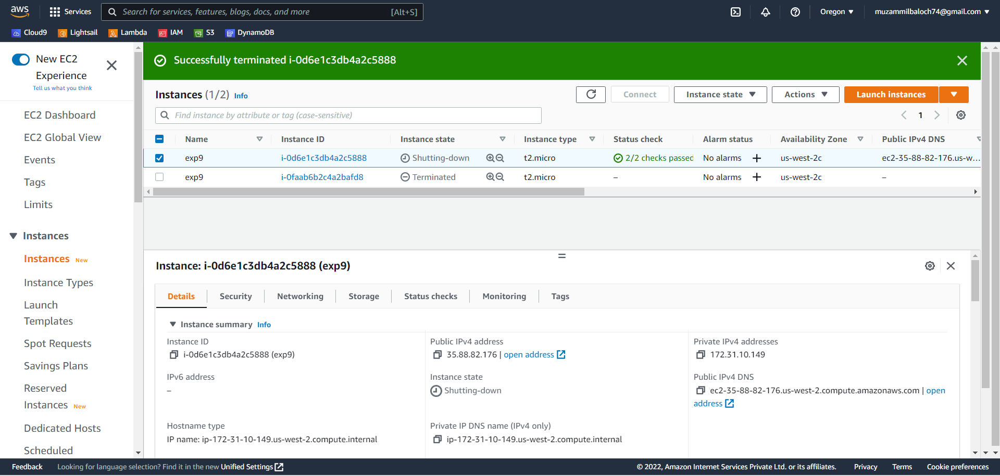 aws
Services
Search for services, features, blogs, docs, and more
[Alt+S]
Oregon
muzammilbaloch74@gmail.com
Cloud9
Lightsail
Lambda
IAM
S3
DynamoDB
New EC2
Experience
Tell us what you think
EC2 Dashboard
EC2 Global View
Events
Tags
Limits
Instances
Instances New
Instance Types
Launch
Templates
Spot Requests
Savings Plans
Reserved
Instances New
Dedicated Hosts
Scheduled
Successfully terminated i-0d6e1c3db4a2c5888
Instances (1/2) Info
Connect
Instance state
Actions
Launch instances
Find instance by attribute or tag (case-sensitive)
1
Name Instance ID Instance state Instance type Status check Alarm status Availability Zone Public IPv4 DNS
exp9 i-0d6e1c3db4a2c5888 Shutting-down t2.micro 2/2 checks passed No alarms + us-west-2c ec2-35-88-82-176.us-w...
exp9 i-0faab6b2c4a2bafd8 Terminated t2.micro – No alarms + us-west-2c –
Instance: i-0d6e1c3db4a2c5888 (exp9)
Details Security Networking Storage Status checks Monitoring Tags
Instance summary Info
Instance ID
i-0d6e1c3db4a2c5888 (exp9)
Public IPv4 address
35.88.82.176 | open address
Private IPv4 addresses
172.31.10.149
IPv6 address
–
Instance state
Shutting-down
Public IPv4 DNS
ec2-35-88-82-176.us-west-2.compute.amazonaws.com | open
address
Hostname type
IP name: ip-172-31-10-149.us-west-2.compute.internal
Private IP DNS name (IPv4 only)
ip-172-31-10-149.us-west-2.compute.internal
Feedback
Looking for language selection? Find it in the new Unified Settings
© 2022, Amazon Internet Services Private Ltd. or its affiliates.
Privacy
Terms
Cookie preferences